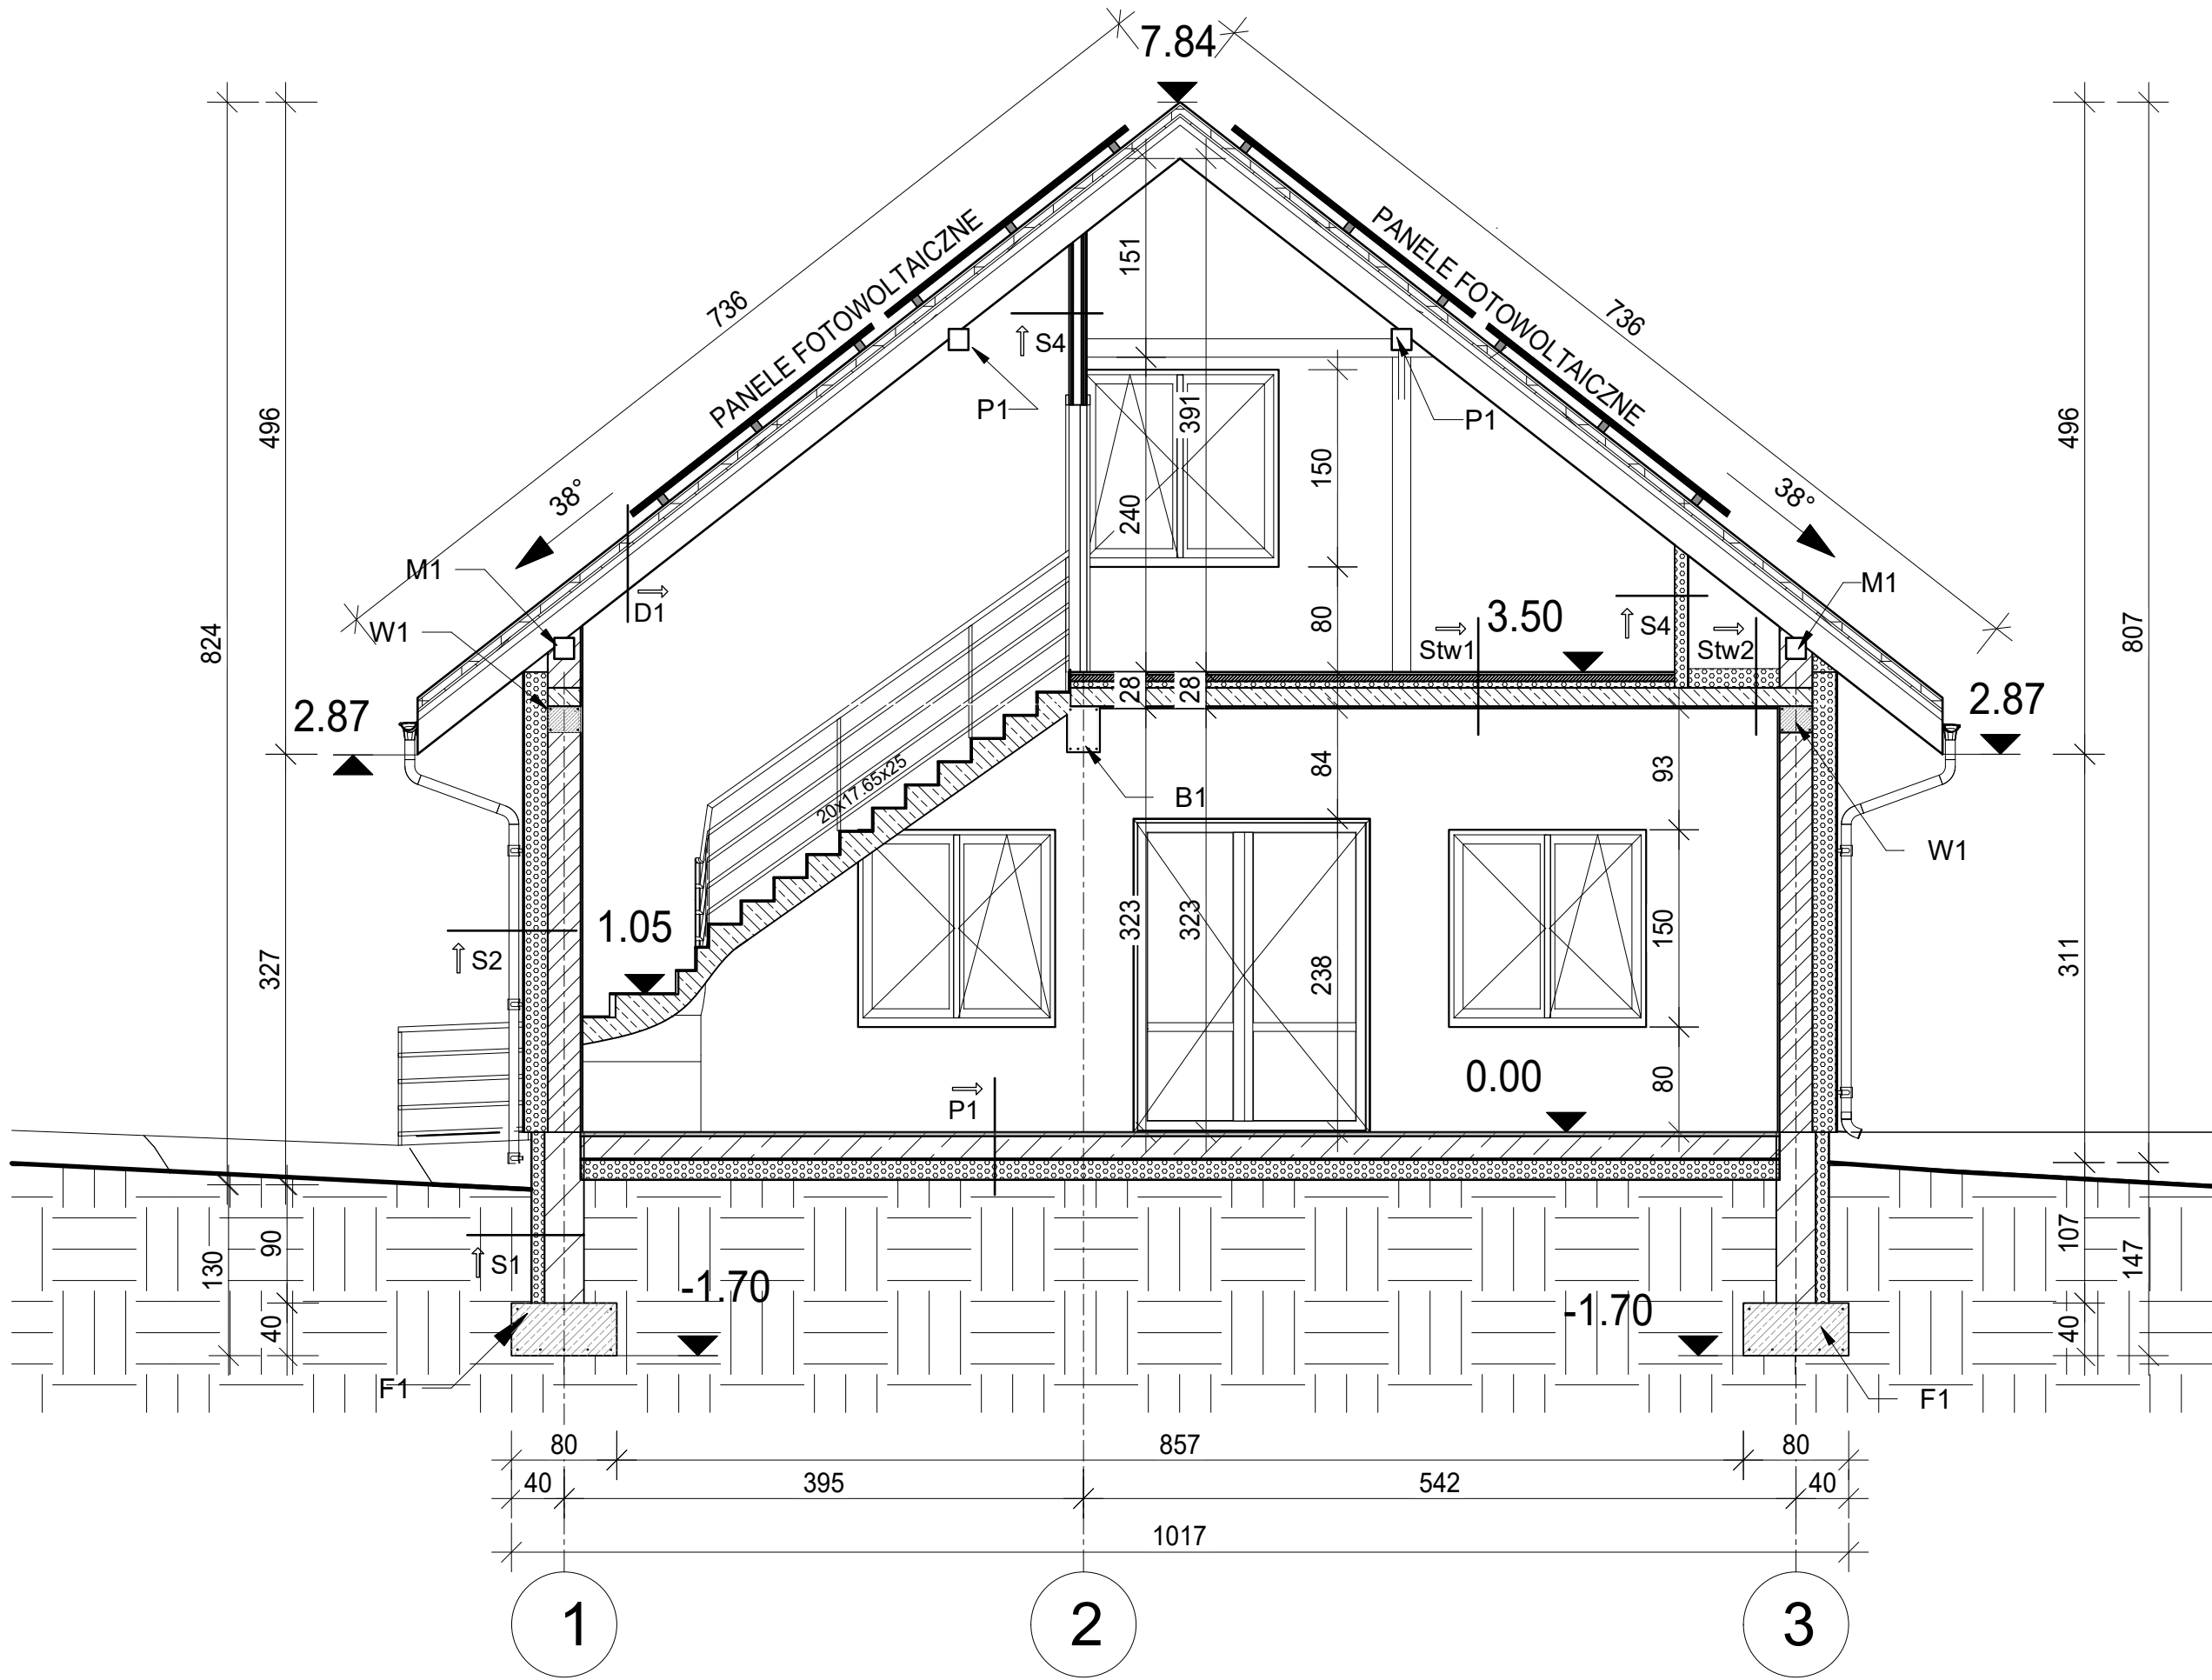 7.84
736
736
PANELE FOTOWOLTAICZNE
PANELE FOTOWOLTAICZNE
151
S4
P1
P1
391
240
150
496
824
496
807
38°
38°
M1
M1
D1
W1
80
Stw1
3.50
S4
Stw2
28
28
2.87
2.87
84
93
20x17.65x25
B1
W1
1.05
323
323
238
150
S2
327
311
0.00
80
P1
90
130
S1
107
147
-1.70
-1.70
40
40
F1
F1
80
857
80
40
395
542
40
1017
1
2
3